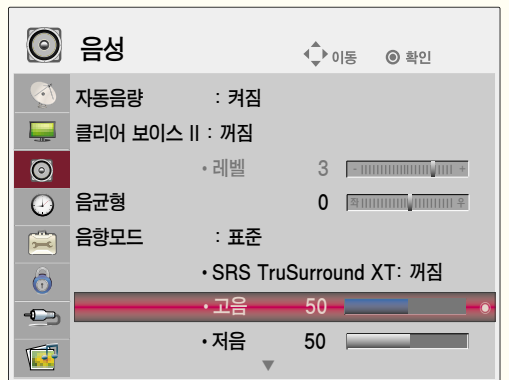 음성 이동 ◉ 확인
자동음량 : 켜짐
클리어 보이스 II : 꺼짐
• 레벨 3 - +
음균형 0 좌 우
음향모드 : 표준
• SRS TruSurround XT: 꺼짐
• 고음 50
• 저음 50
▼